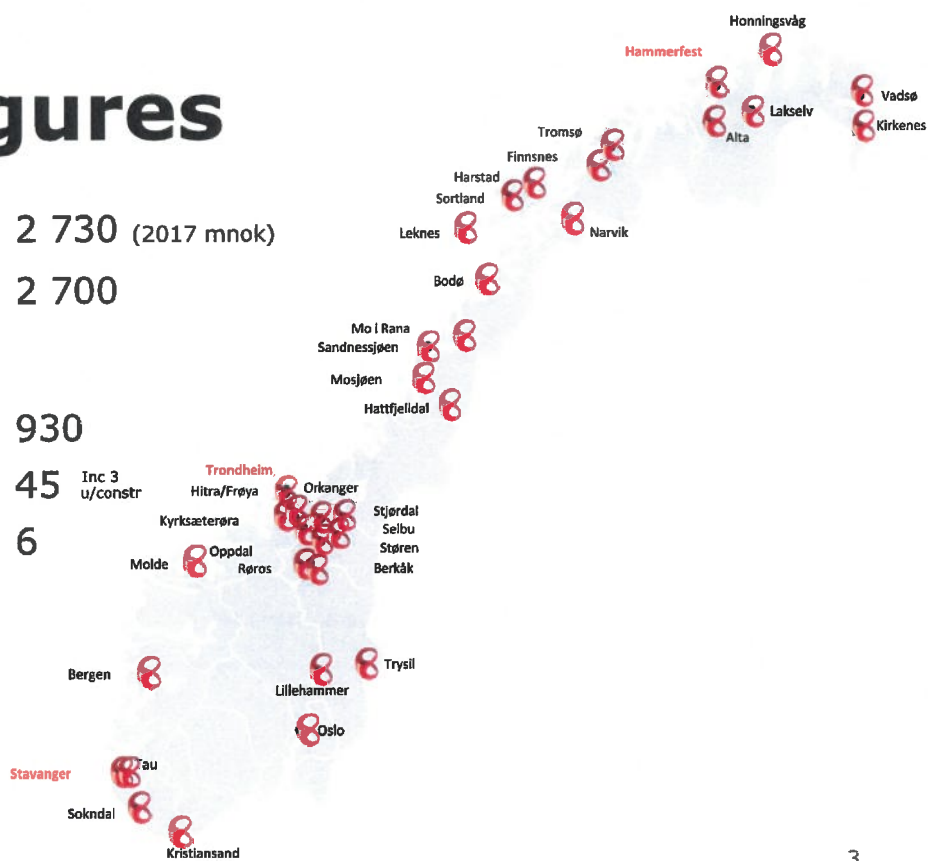 gures
2 730 (2017 mnok)
2 700
930
45 Inc 3
u/constr
6
Honningsvåg
Hammerfest
Vadsø
Lakselv
Kirkenes
Alta
Tromsø
Finnsnes
Harstad
Sortland
Narvik
Leknes
Bodø
Mo i Rana
Sandnessjøen
Mosjøen
Hattfjelldal
Trondheim
Hitra/Frøya
Orkanger
Stjørdal
Kyrksæterøra
Selbu
Støren
Oppdal
Molde
Røros
Berkåk
Bergen
Trysil
Lillehammer
Oslo
Tau
Stavanger
Sokndal
Kristiansand
3